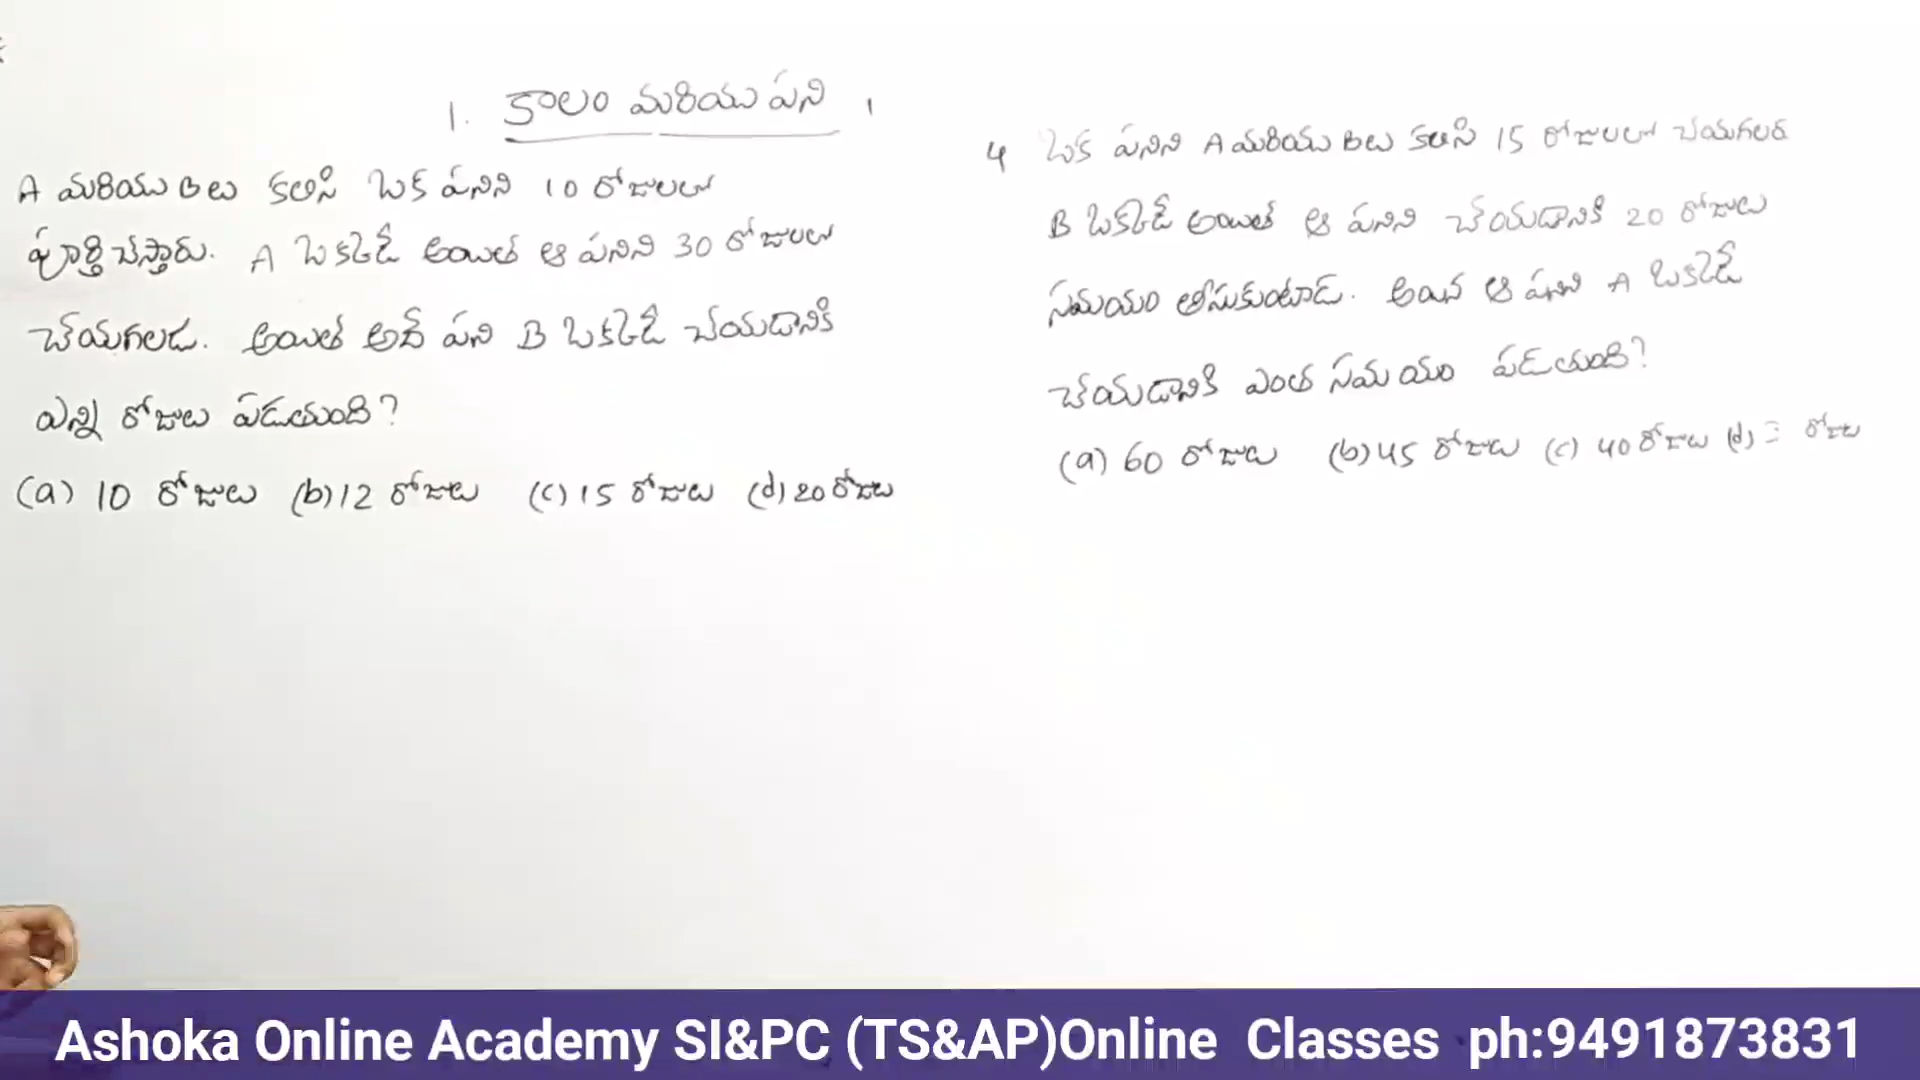 1. కాలం మరియు పని
A మరియు B లు కలిసి ఒక పనిని 10 రోజులలో
పూర్తి చేస్తారు. A ఒకడే అయితే ఆ పనిని 30 రోజులలో
చేయగలడు. అయితే అదే పని B ఒకడే చేయడానికి
ఎన్ని రోజులు పడుతుంది?
(a) 10 రోజులు (b) 12 రోజులు (c) 15 రోజులు (d) 20 రోజులు
4 ఒక పనిని A మరియు B లు కలిసి 15 రోజులలో చేయగలరు
B ఒకడే అయితే ఆ పనిని చేయడానికి 20 రోజులు
సమయం తీసుకుంటాడు. అయిన ఆ పనిని A ఒకడే
చేయడానికి ఎంత సమయం పడ్తుంది?
(a) 60 రోజులు (b) 45 రోజులు (c) 40 రోజులు (d) రోజులు
Ashoka Online Academy SI&PC (TS&AP)Online Classes ph:9491873831